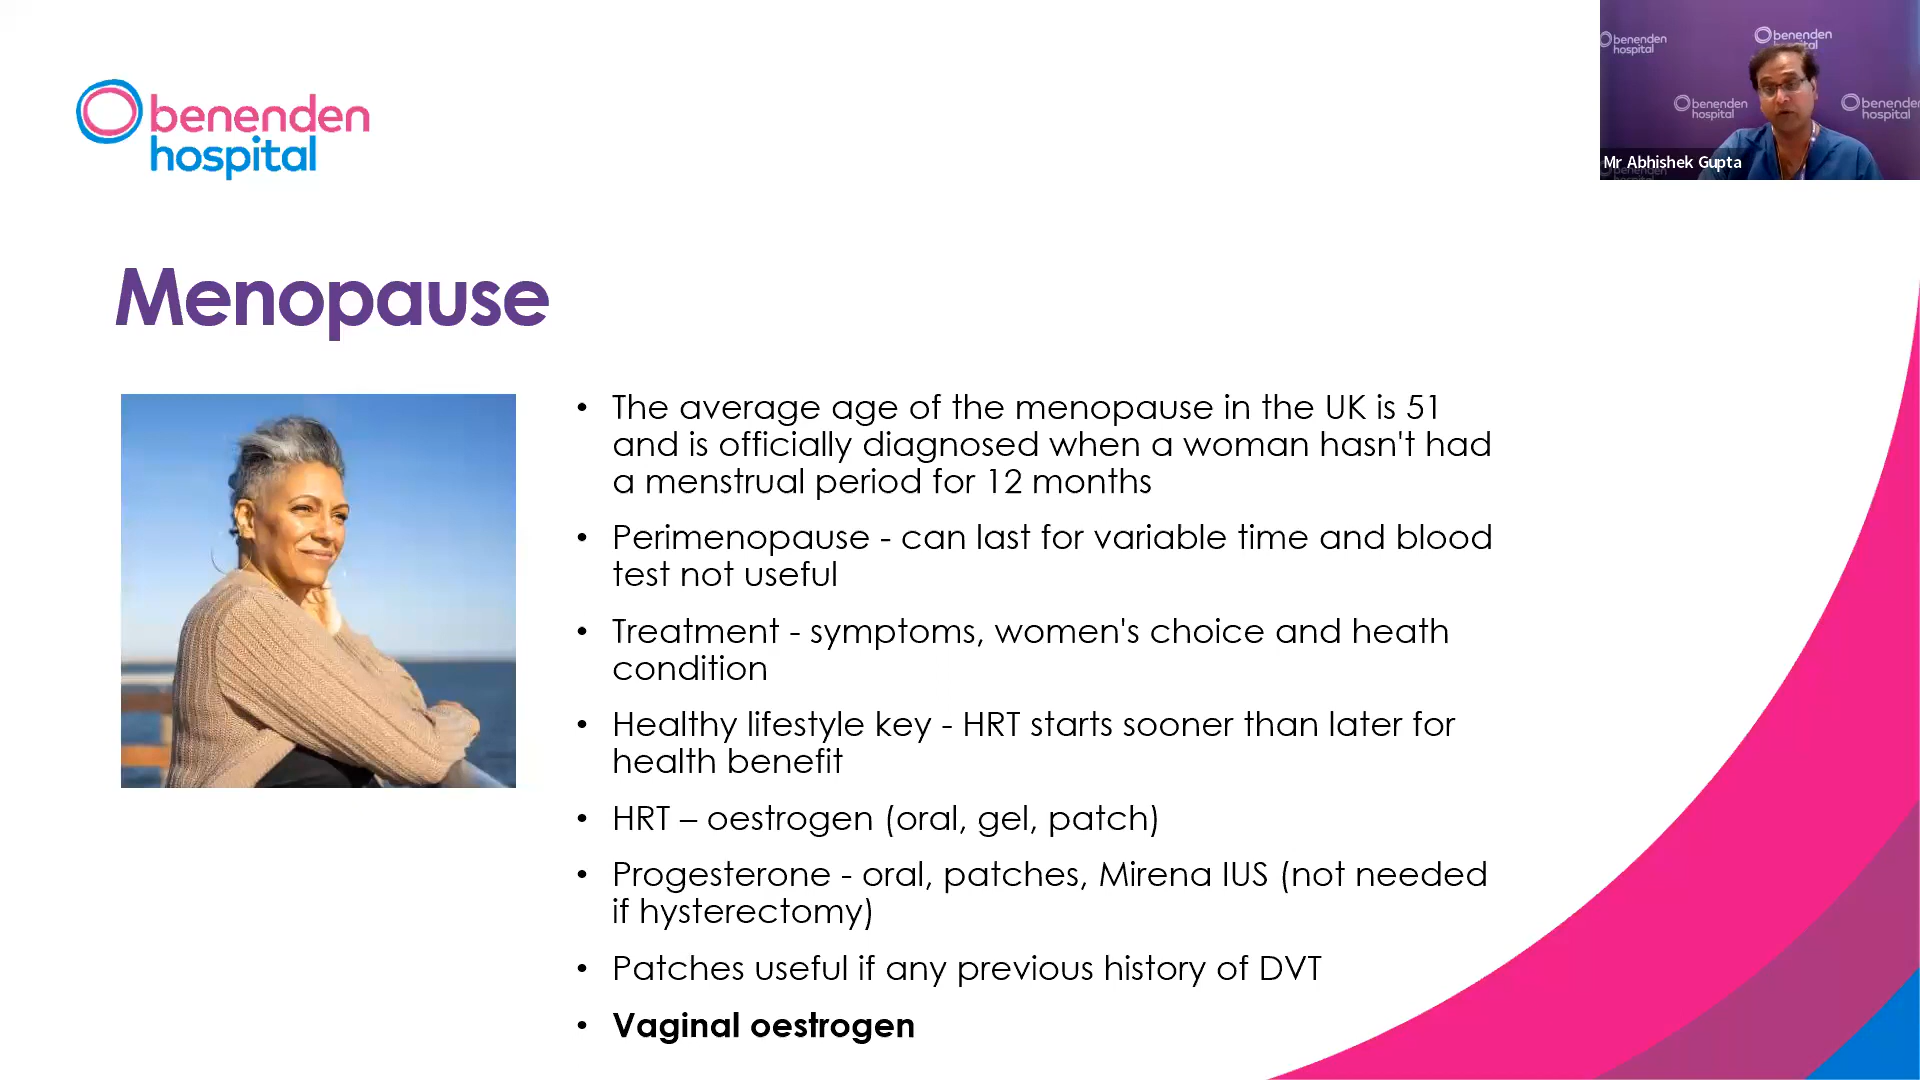 benenden
hospital
benenden
hospital
benenden
hospital
benenden
hospital
benenden
hospital
benenden
Mr Abhishek Gupta
Menopause
• The average age of the menopause in the UK is 51
and is officially diagnosed when a woman hasn't had
a menstrual period for 12 months
• Perimenopause - can last for variable time and blood
test not useful
• Treatment - symptoms, women's choice and heath
condition
• Healthy lifestyle key - HRT starts sooner than later for
health benefit
• HRT – oestrogen (oral, gel, patch)
• Progesterone - oral, patches, Mirena IUS (not needed
if hysterectomy)
• Patches useful if any previous history of DVT
• Vaginal oestrogen